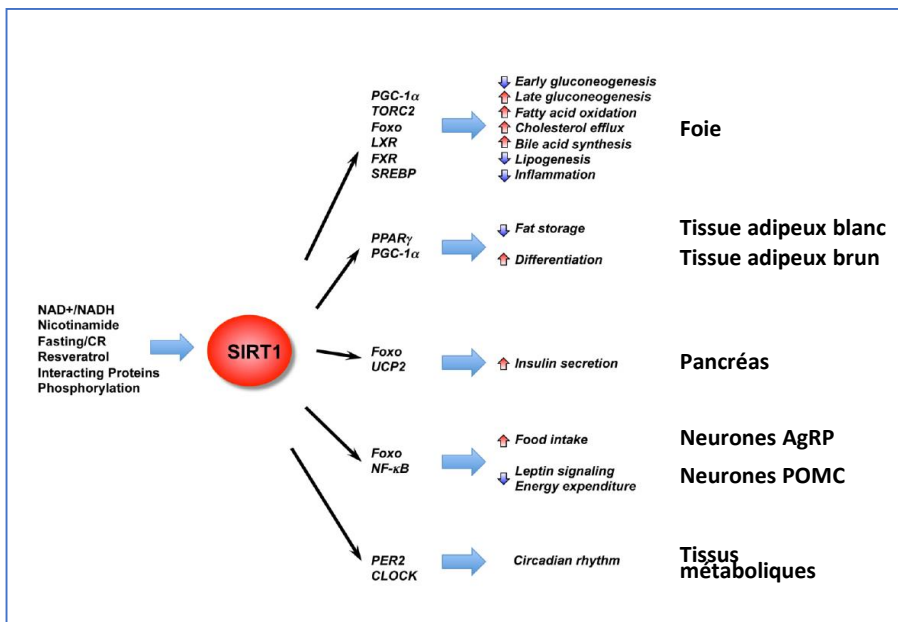 NAD+/NADH
Nicotinamide
Fasting/CR
Resveratrol
Interacting Proteins
Phosphorylation
SIRT1
PGC-1α
TORC2
Foxo
LXR
FXR
SREBP
Early gluconeogenesis
Late gluconeogenesis
Fatty acid oxidation
Cholesterol efflux
Bile acid synthesis
Lipogenesis
Inflammation
Foie
PPARγ
PGC-1α
Fat storage
Differentiation
Tissue adipeux blanc
Tissue adipeux brun
Foxo
UCP2
Insulin secretion
Pancréas
Foxo
NF-κB
Food intake
Leptin signaling
Energy expenditure
Neurones AgRP
Neurones POMC
PER2
CLOCK
Circadian rhythm
Tissus
métaboliques